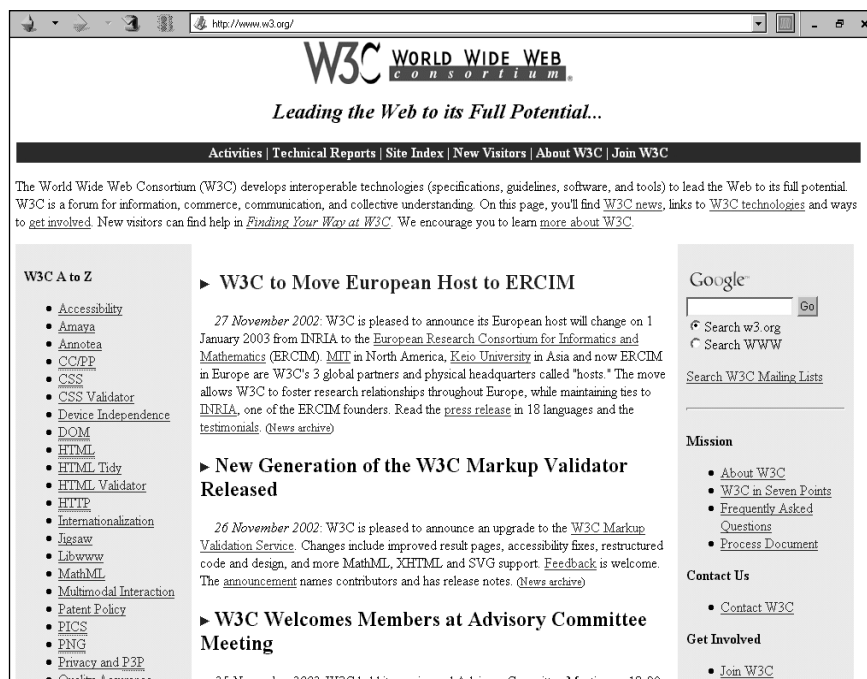 http://www.w3.org/
W3C WORLD WIDE WEB
consortium
Leading the Web to its Full Potential...
Activities | Technical Reports | Site Index | New Visitors | About W3C | Join W3C
The World Wide Web Consortium (W3C) develops interoperable technologies (specifications, guidelines, software, and tools) to lead the Web to its full potential.
W3C is a forum for information, commerce, communication, and collective understanding. On this page, you'll find W3C news, links to W3C technologies and ways
to get involved. New visitors can find help in Finding Your Way at W3C. We encourage you to learn more about W3C.
W3C A to Z
• Accessibility
• Amaya
• Annotea
• CC/PP
• CSS
• CSS Validator
• Device Independence
• DOM
• HTML
• HTML Tidy
• HTML Validator
• HTTP
• Internationalization
• Jigsaw
• Libwww
• MathML
• Multimodal Interaction
• Patent Policy
• PICS
• PNG
• Privacy and P3P
• Quality Assurance
► W3C to Move European Host to ERCIM
27 November 2002: W3C is pleased to announce its European host will change on 1
January 2003 from INRIA to the European Research Consortium for Informatics and
Mathematics (ERCIM). MIT in North America, Keio University in Asia and now ERCIM
in Europe are W3C's 3 global partners and physical headquarters called "hosts." The move
allows W3C to foster research relationships throughout Europe, while maintaining ties to
INRIA, one of the ERCIM founders. Read the press release in 18 languages and the
testimonials. (News archive)
► New Generation of the W3C Markup Validator
Released
26 November 2002: W3C is pleased to announce an upgrade to the W3C Markup
Validation Service. Changes include improved result pages, accessibility fixes, restructured
code and design, and more MathML, XHTML and SVG support. Feedback is welcome.
The announcement names contributors and has release notes. (News archive)
► W3C Welcomes Members at Advisory Committee
Meeting
Google
Go
Search w3.org
Search WWW
Search W3C Mailing Lists
Mission
• About W3C
• W3C in Seven Points
• Frequently Asked
Questions
• Process Document
Contact Us
• Contact W3C
Get Involved
• Join W3C